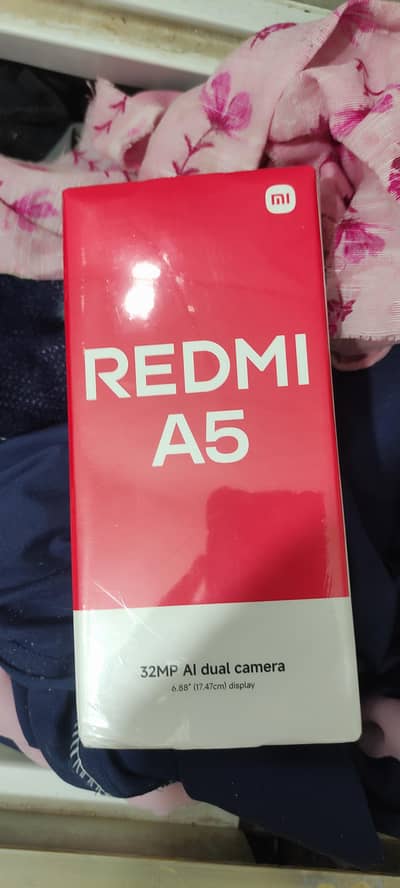 mi
REDMI
A5
32MP AI dual camera
6.88" (17.47cm) display